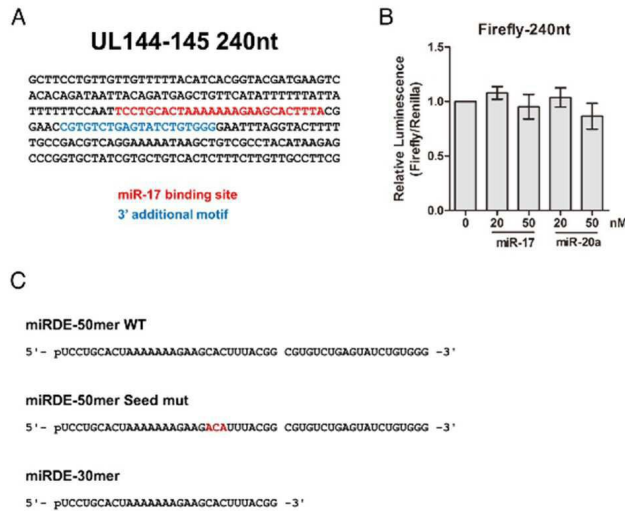 A
UL144-145 240nt
GCTTCCTGTTGTTGTTTTTACATCACGGTACGATGAAGTC
ACACAGATAATTACAGATGAGCTGTTCATATTTTTTATTA
TTTTTTCCAATTCCTGCACTAAAAAAAGAAGCACTTTACG
GAACCGTGTCTGAGTATCTGTGGGGAATTTAGGTACTTTT
TGCCGACGTCAGGAAAAATAAGCTGTCGCCTACATAAGAG
CCCGGTGCTATCGTGCTGTCACTCTTTCTTGTTGCCTTCG
miR-17 binding site
3' additional motif
B
Firefly-240nt
Relative Luminescence
(Firefly/Renilla)
1.5
1.0
0.5
0.0
0 20 50 20 50 nM
miR-17 miR-20a
C
miRDE-50mer WT
5'- pUCCUGCACUAAAAAAAGAAGCACUUUACGG CGUGUCUGAGUAUCUGUGGG -3'
miRDE-50mer Seed mut
5'- pUCCUGCACUAAAAAAAGAAGACAUUUACGG CGUGUCUGAGUAUCUGUGGG -3'
miRDE-30mer
5'- pUCCUGCACUAAAAAAAGAAGCACUUUACGG -3'